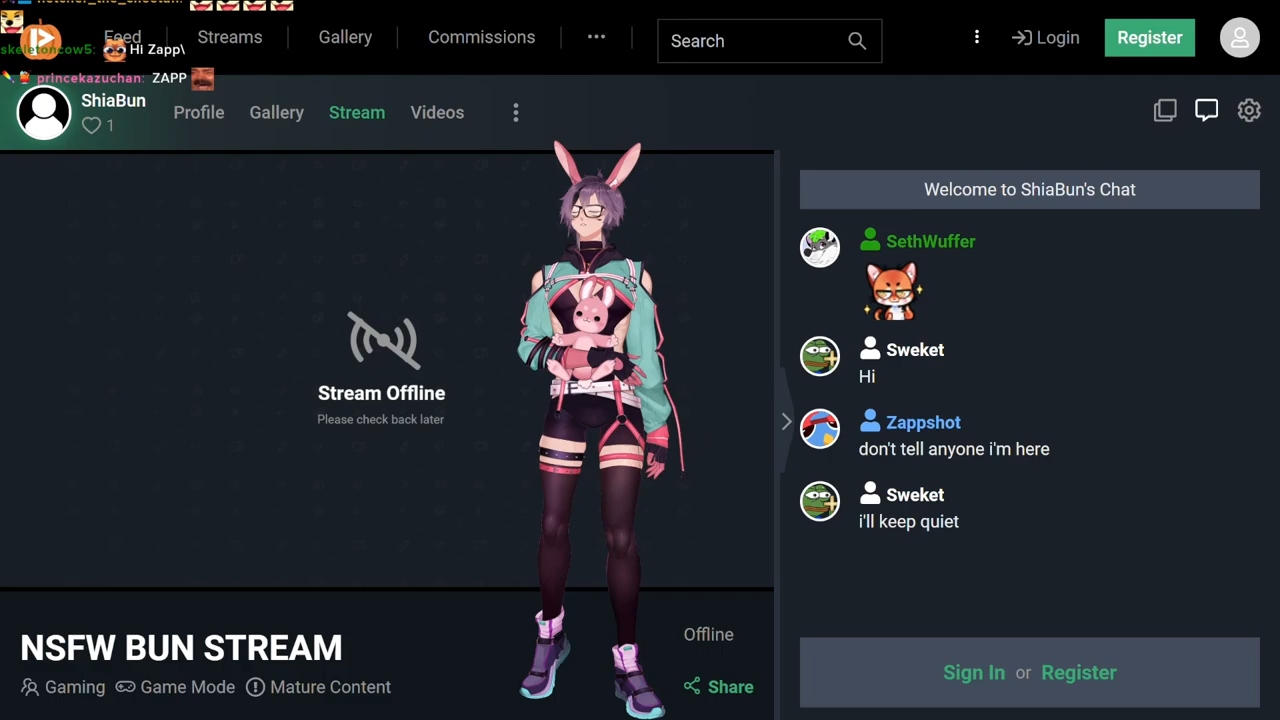 Feed
Streams
Gallery
Commissions
Search
Login
Register
skeletoncow5: Hi Zapp\
princekazuchan: ZAPP
ShiaBun
1
Profile
Gallery
Stream
Videos
Stream Offline
Please check back later
NSFW BUN STREAM
Offline
Gaming
Game Mode
Mature Content
Share
Welcome to ShiaBun's Chat
SethWuffer
Sweket
Hi
Zappshot
don't tell anyone i'm here
Sweket
i'll keep quiet
Sign In or Register